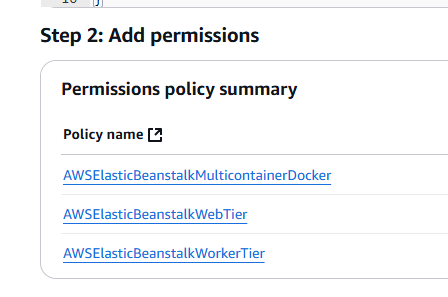 Step 2: Add permissions
Permissions policy summary
Policy name
AWSElasticBeanstalkMulticontainerDocker
AWSElasticBeanstalkWebTier
AWSElasticBeanstalkWorkerTier